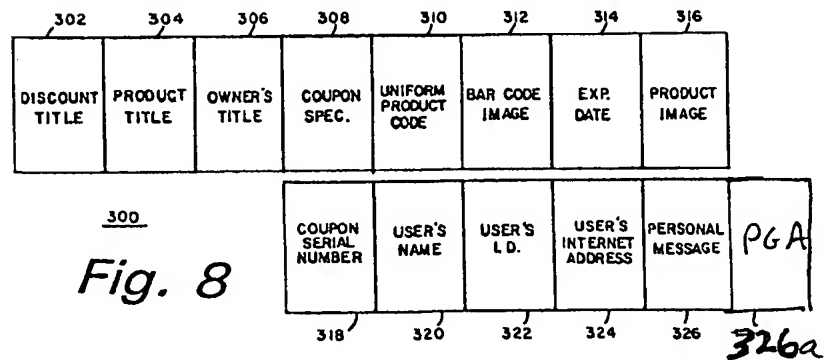 302 304 306 308 310 312 314 316
DISCOUNT TITLE
PRODUCT TITLE
OWNER'S TITLE
COUPON SPEC.
UNIFORM PRODUCT CODE
BAR CODE IMAGE
EXP. DATE
PRODUCT IMAGE
300
Fig. 8
COUPON SERIAL NUMBER
USER'S NAME
USER'S I.D.
USER'S INTERNET ADDRESS
PERSONAL MESSAGE
PGA
318 320 322 324 326 326a